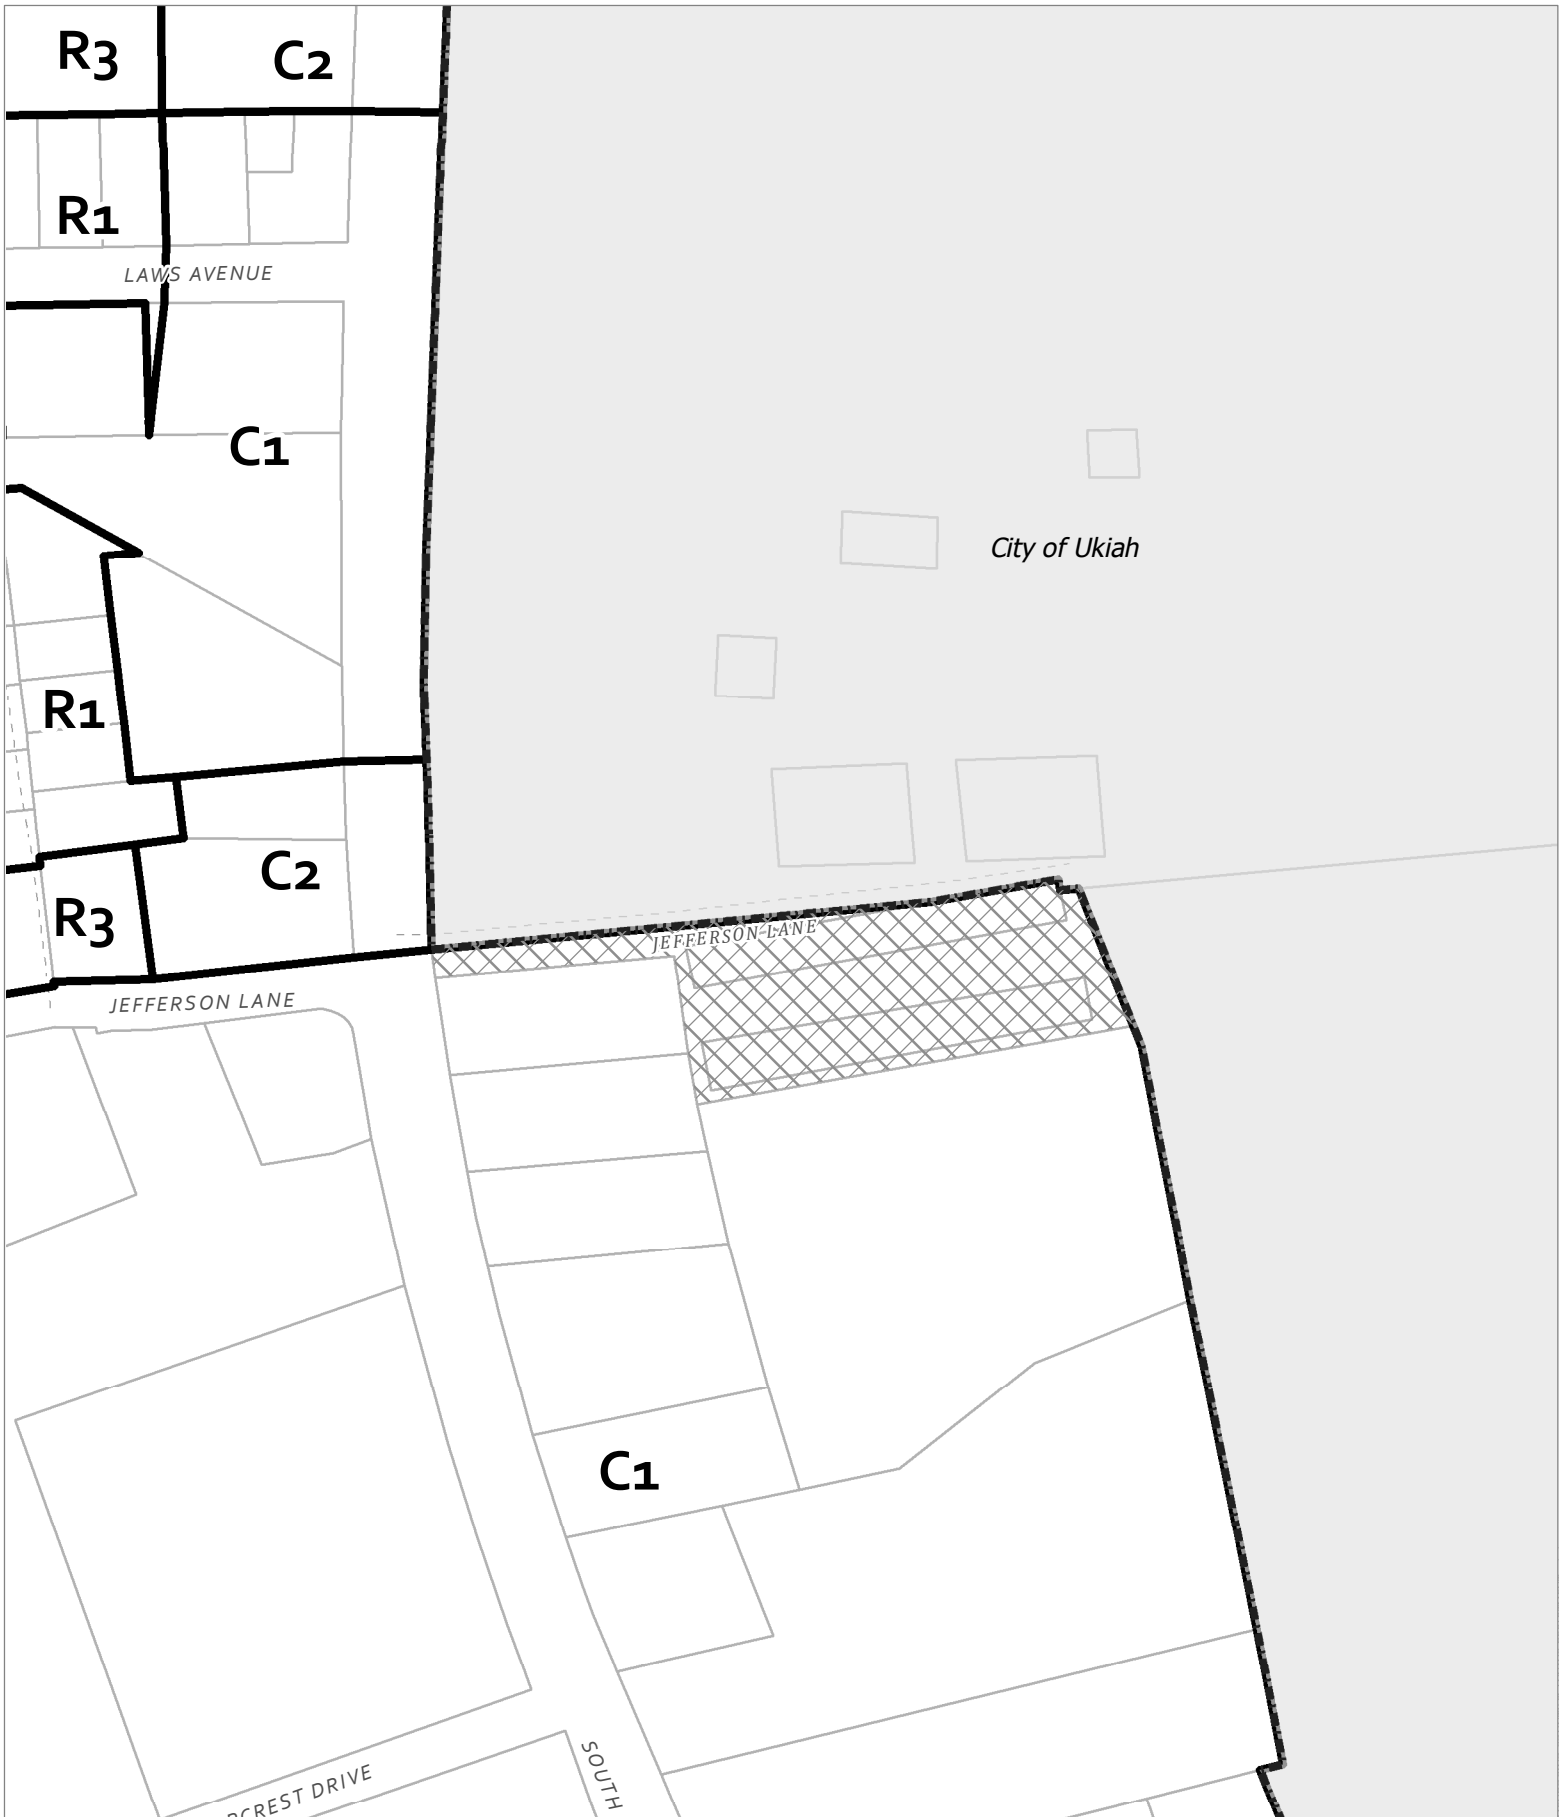 R3
C2
R1
LAWS AVENUE
C1
City of Ukiah
R1
C2
R3
JEFFERSON LANE
JEFFERSON LANE
C1
SOUTH
CREST DRIVE